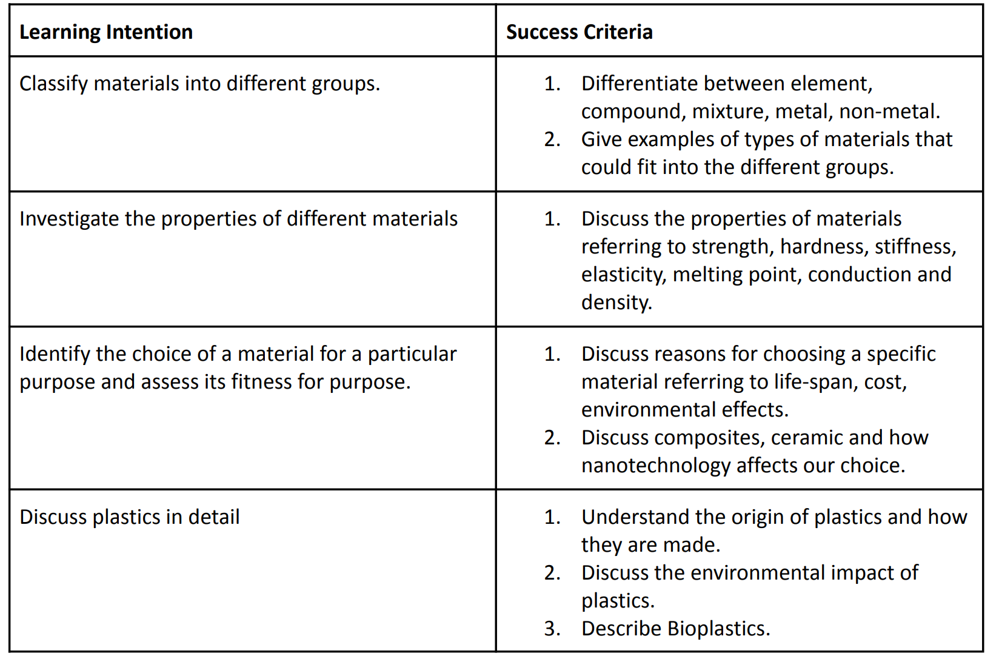 Learning Intention
Success Criteria
Classify materials into different groups.
1. Differentiate between element,
compound, mixture, metal, non-metal.
2. Give examples of types of materials that
could fit into the different groups.
Investigate the properties of different materials
1. Discuss the properties of materials
referring to strength, hardness, stiffness,
elasticity, melting point, conduction and
density.
Identify the choice of a material for a particular
purpose and assess its fitness for purpose.
1. Discuss reasons for choosing a specific
material referring to life-span, cost,
environmental effects.
2. Discuss composites, ceramic and how
nanotechnology affects our choice.
Discuss plastics in detail
1. Understand the origin of plastics and how
they are made.
2. Discuss the environmental impact of
plastics.
3. Describe Bioplastics.